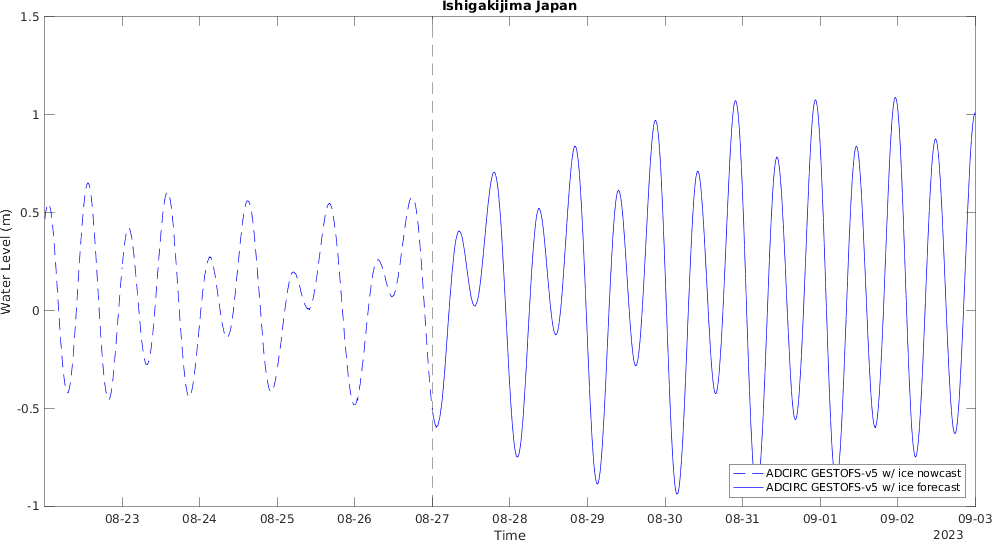 Ishigakijima Japan
1.5
1
0.5
0
-0.5
-1
Water Level (m)
08-23 08-24 08-25 08-26 08-27 08-28 08-29 08-30 08-31 09-01 09-02 09-03
Time
2023
ADCIRC GESTOFS-v5 w/ ice nowcast
ADCIRC GESTOFS-v5 w/ ice forecast